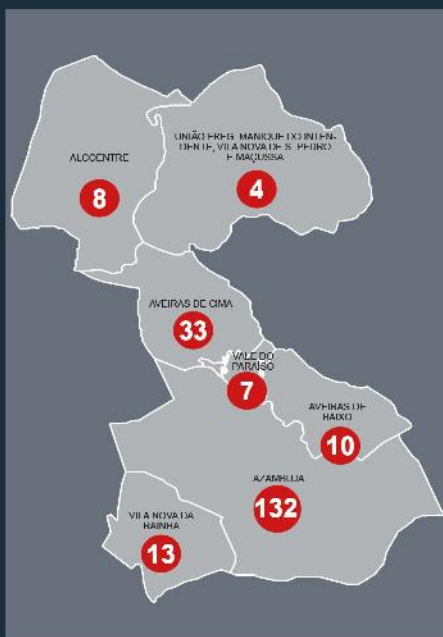 UNIÃO FREG. MANIQUE DO INTEN-
DENTE, VILA NOVA DE S. PEDRO
E MAÇUSSA
ALCOENTRE
4
8
AVEIRAS DE CIMA
33
VALE DO
PARAÍSO
7
AVEIRAS DE
BAIXO
10
AZAMBUJA
132
VILA NOVA DA
RAINHA
13